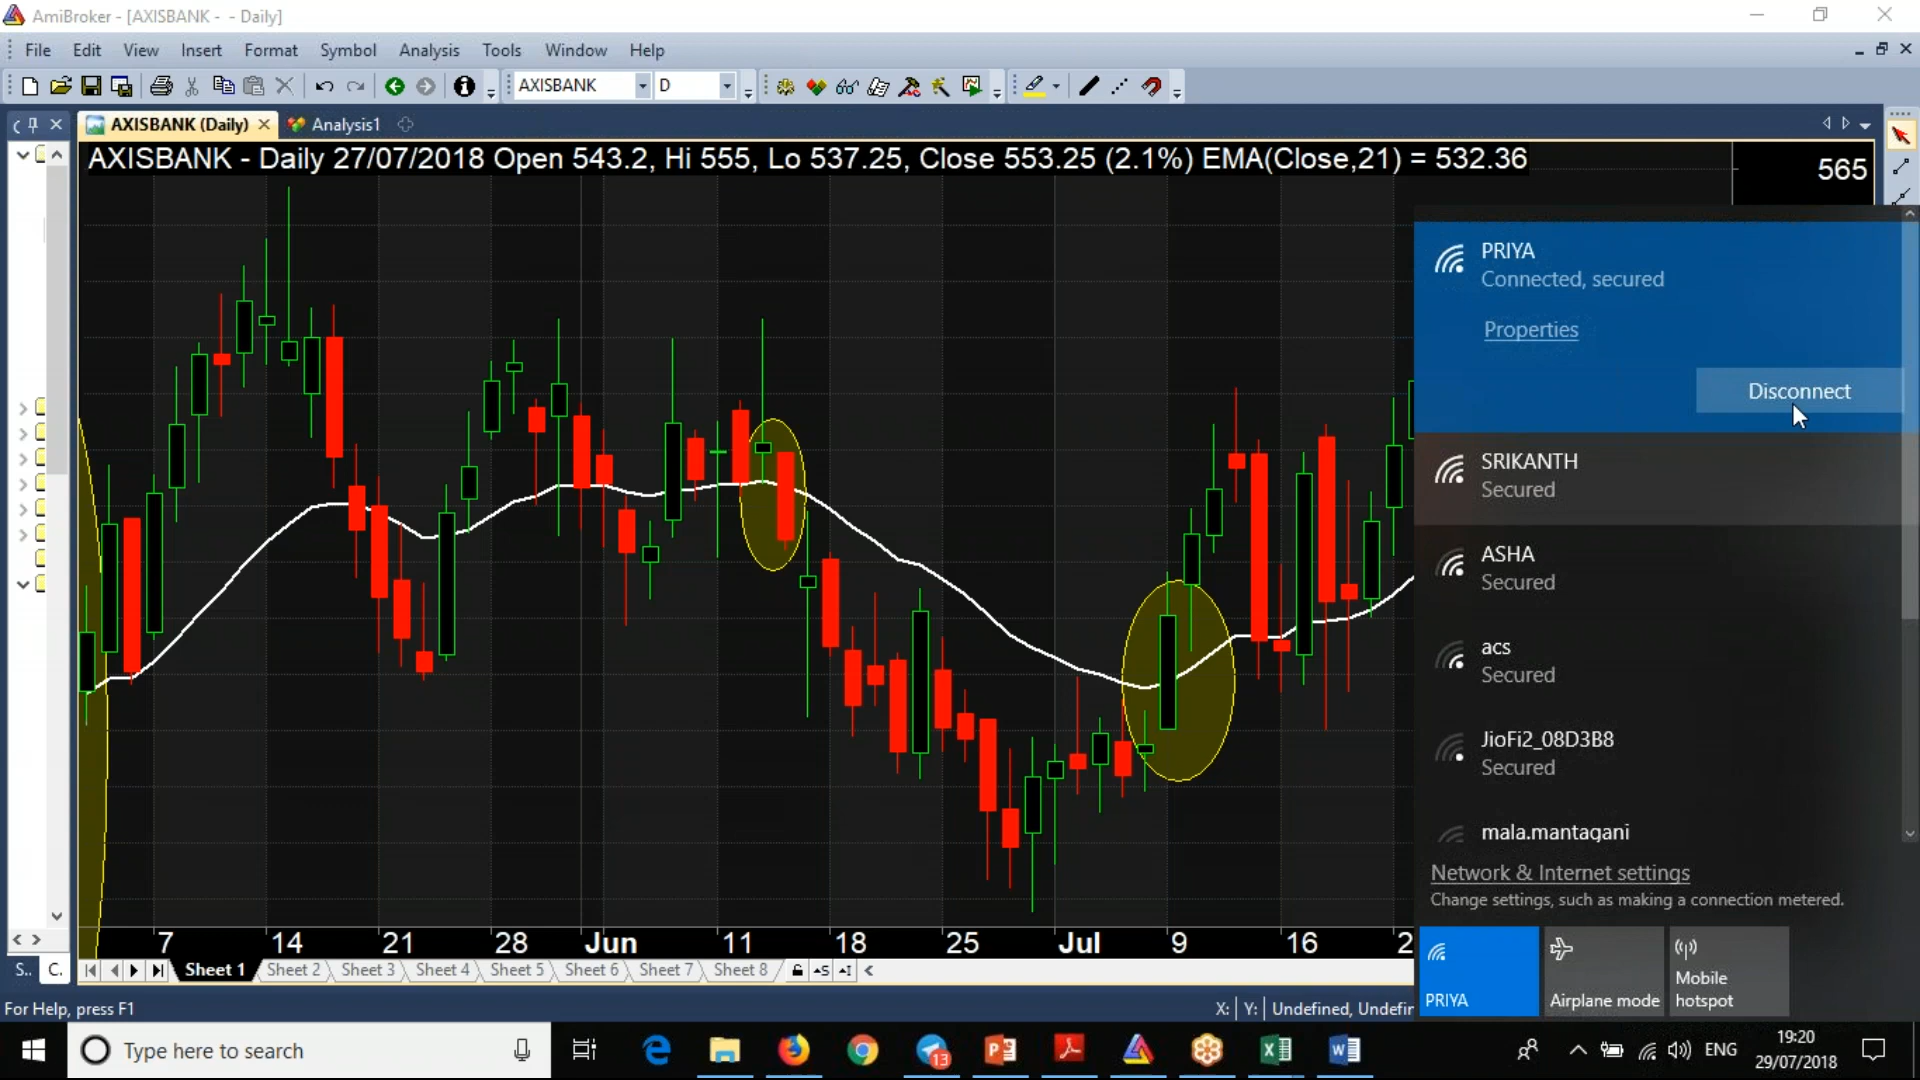 AmiBroker - [AXISBANK - - Daily]
File Edit View Insert Format Symbol Analysis Tools Window Help
AXISBANK D
AXISBANK (Daily) Analysis1
AXISBANK - Daily 27/07/2018 Open 543.2, Hi 555, Lo 537.25, Close 553.25 (2.1%) EMA(Close,21) = 532.36
565
PRIYA
Connected, secured
Properties
Disconnect
SRIKANTH
Secured
ASHA
Secured
acs
Secured
JioFi2_08D3B8
Secured
mala.mantagani
Network & Internet settings
Change settings, such as making a connection metered.
PRIYA
Airplane mode
Mobile
hotspot
7 14 21 28 Jun 11 18 25 Jul 9 16 2
S.. C.
Sheet 1 Sheet 2 Sheet 3 Sheet 4 Sheet 5 Sheet 6 Sheet 7 Sheet 8
For Help, press F1
X: Y: Undefined, Undefir
Type here to search
13
ENG
19:20
29/07/2018